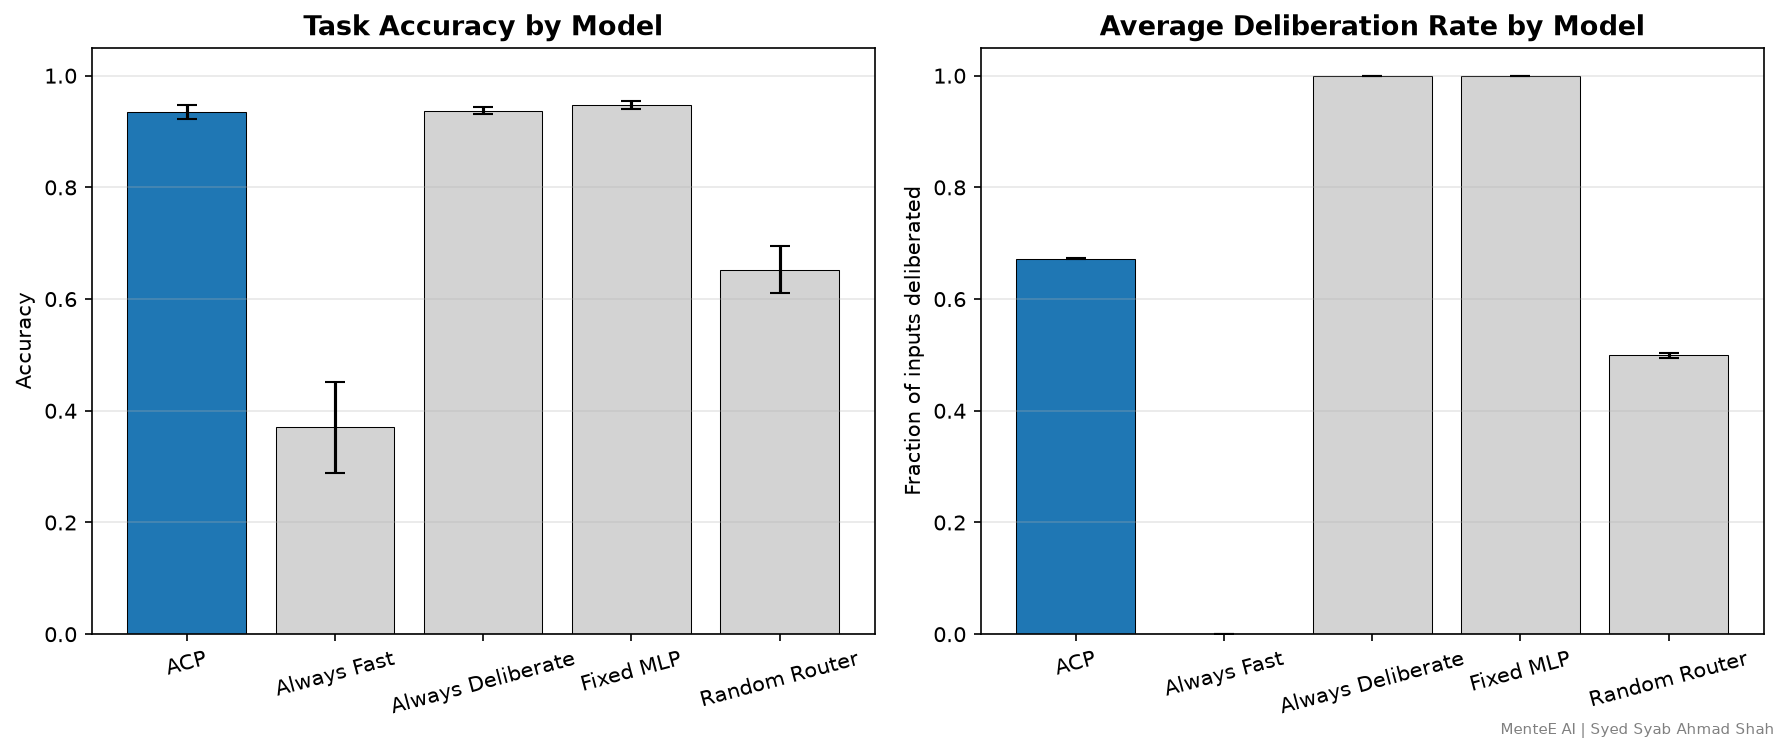 Task Accuracy by Model
Accuracy
1.0
0.8
0.6
0.4
0.2
0.0
ACP
Always Fast
Always Deliberate
Fixed MLP
Random Router
Average Deliberation Rate by Model
Fraction of inputs deliberated
1.0
0.8
0.6
0.4
0.2
0.0
ACP
Always Fast
Always Deliberate
Fixed MLP
Random Router
MenteE AI | Syed Syab Ahmad Shah